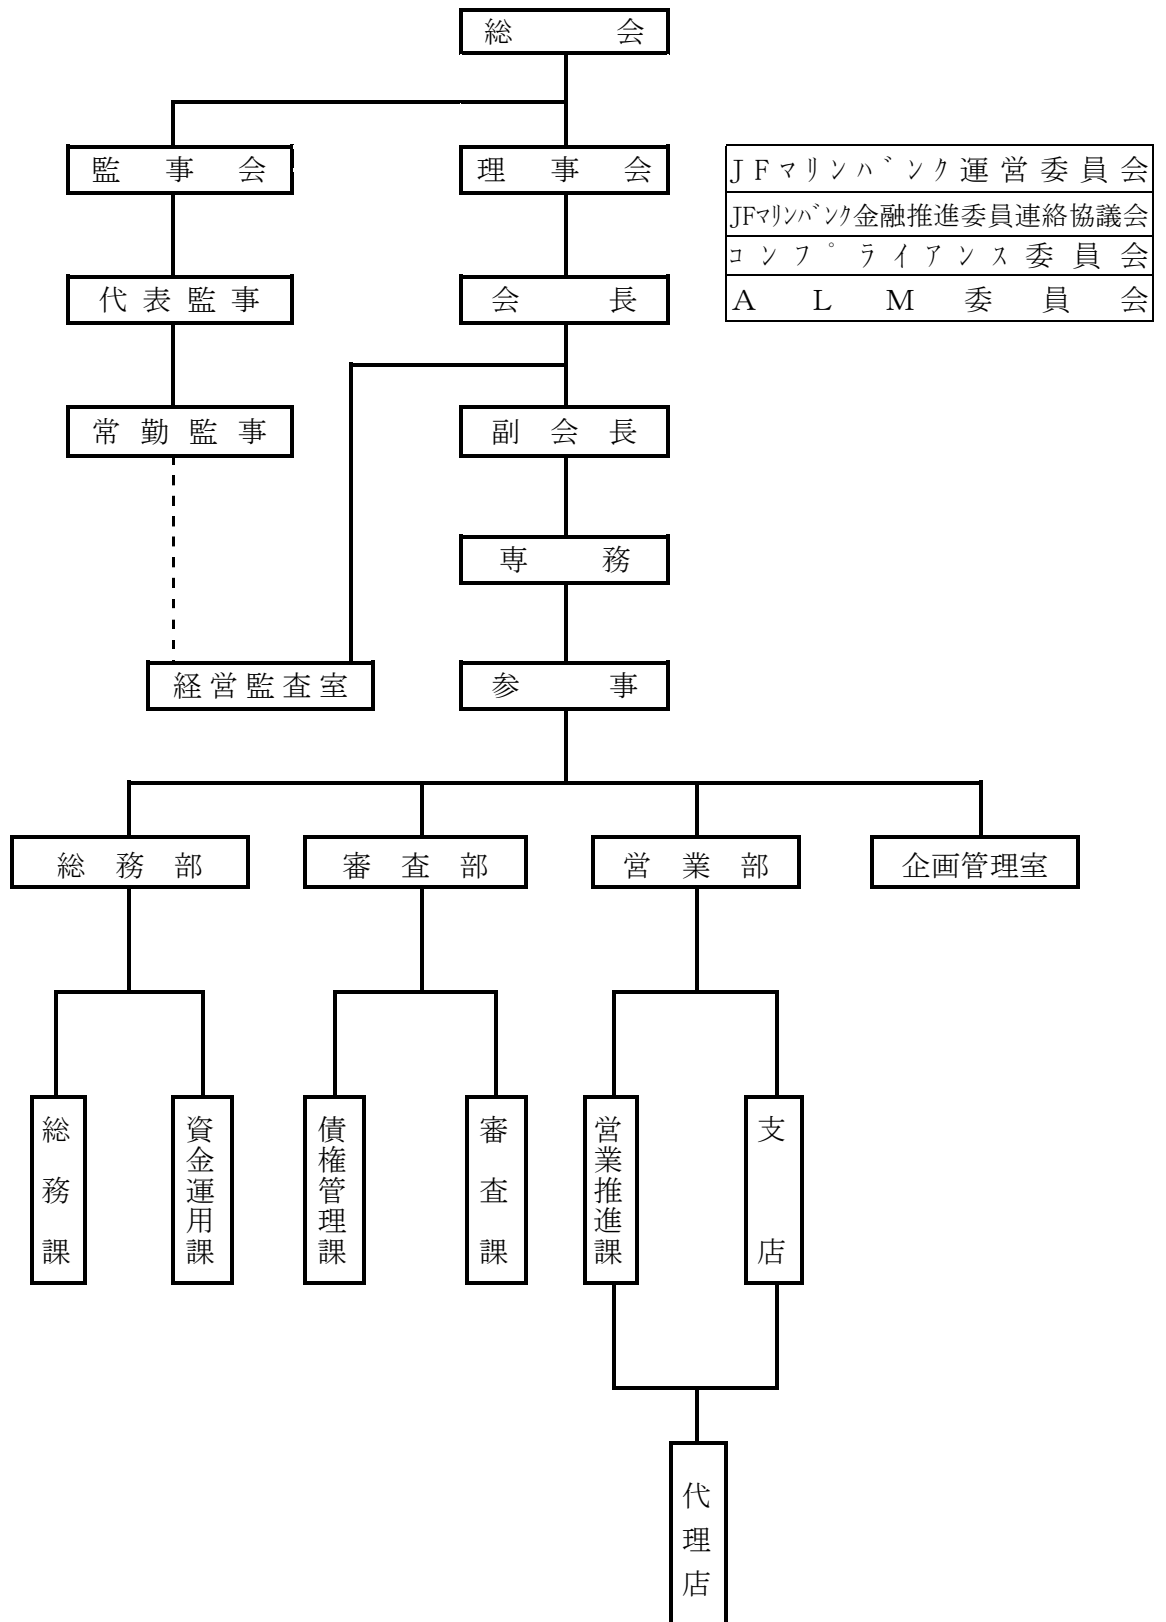 総会
監事会
理事会
JFマリンバンク運営委員会
JFマリンバンク金融推進委員連絡協議会
コンプライアンス委員会
ALM委員会
代表監事
会長
常勤監事
副会長
専務
経営監査室
参事
総務部
審査部
営業部
企画管理室
総務課
資金運用課
債権管理課
審査課
営業推進課
支店
代理店